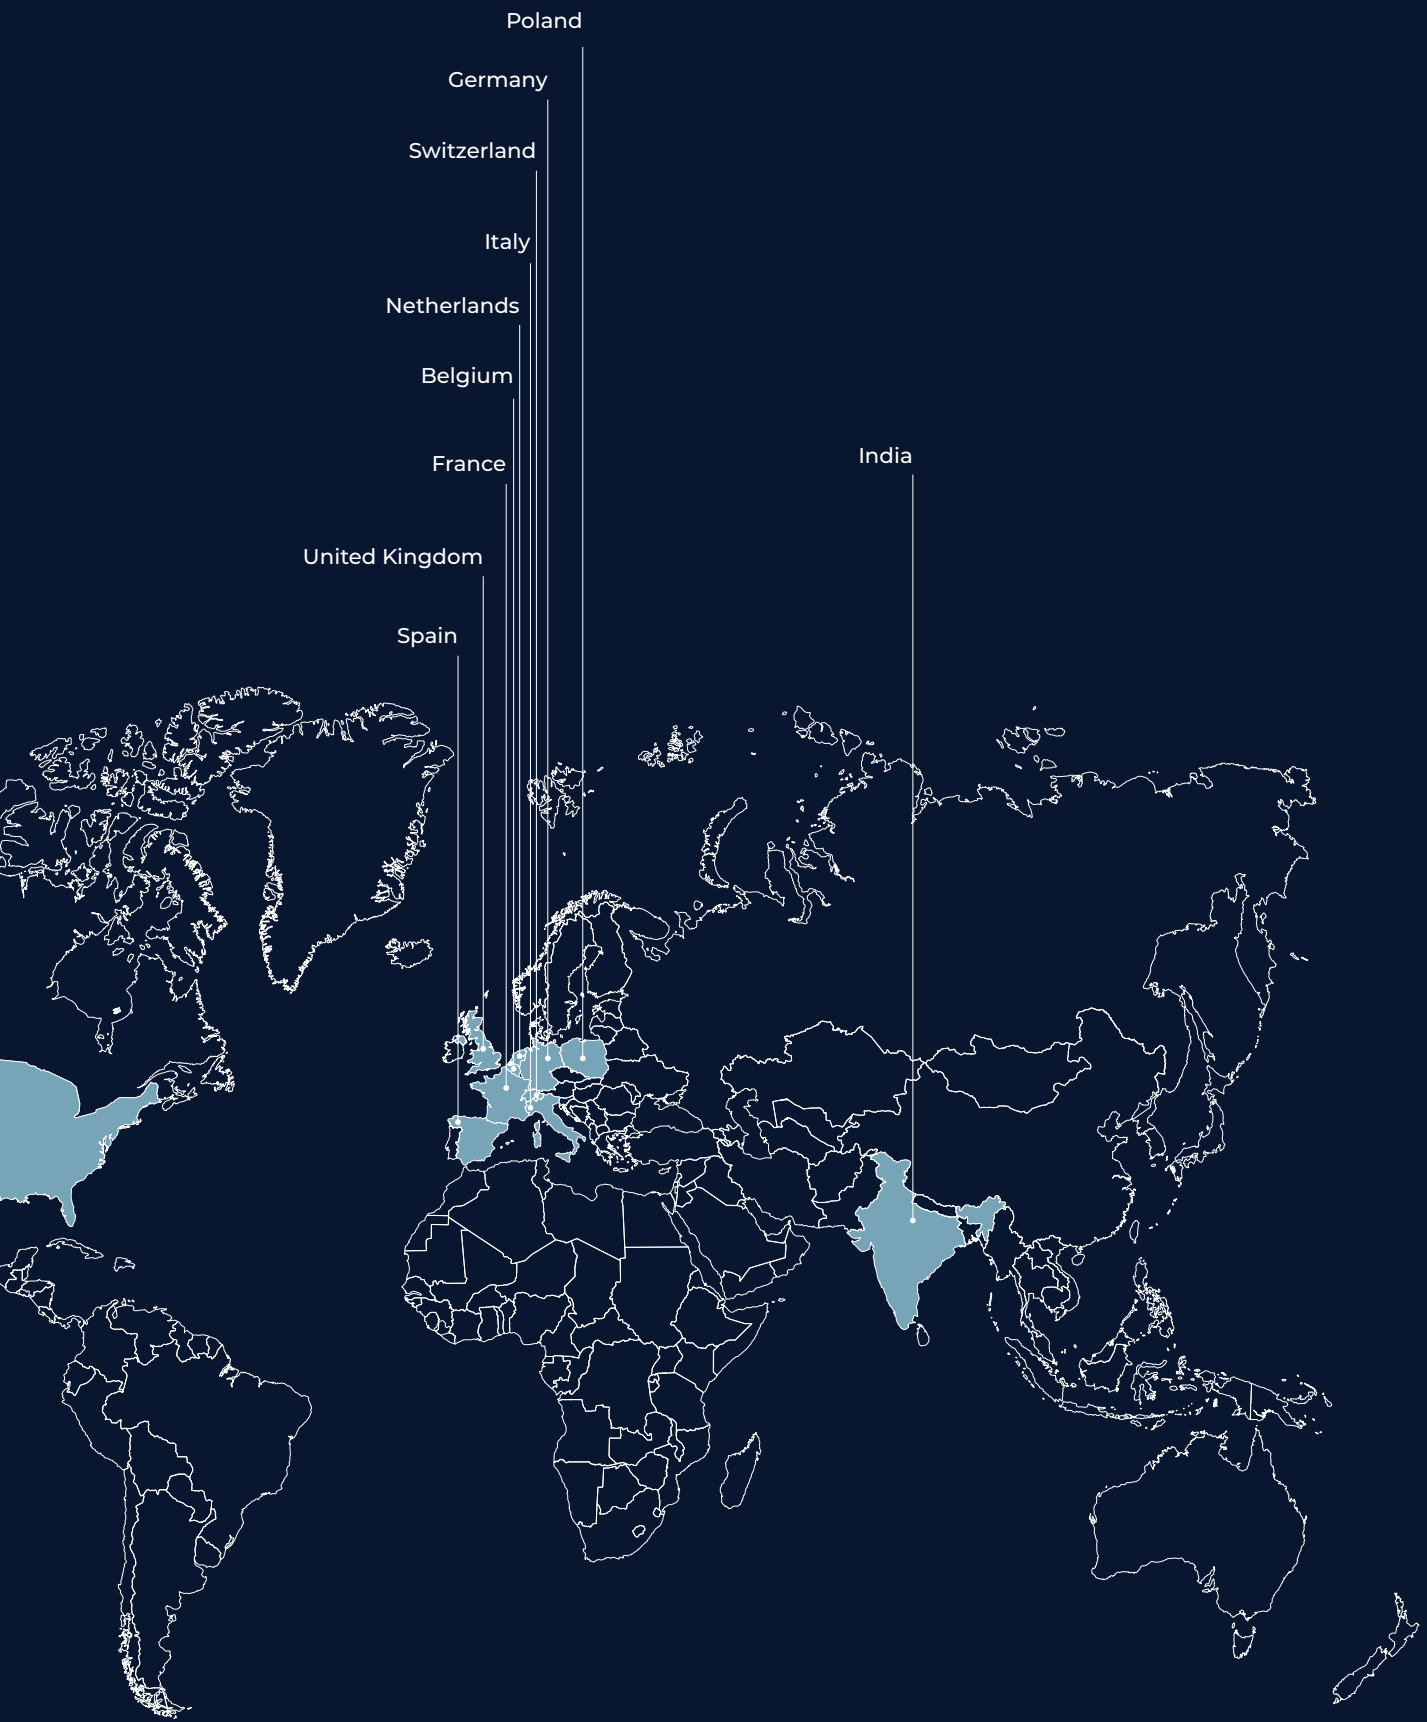 Poland
Germany
Switzerland
Italy
Netherlands
Belgium
France
India
United Kingdom
Spain